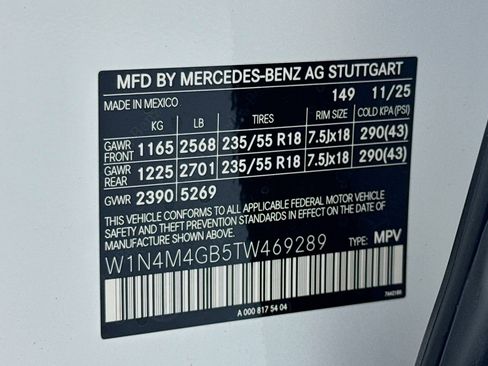 MFD BY MERCEDES-BENZ AG STUTTGART
MADE IN MEXICO 149 11/25
KG LB TIRES RIM SIZE COLD KPA(PSI)
GAWR FRONT 1165 2568 235/55 R18 7.5Jx18 290(43)
GAWR REAR 1225 2701 235/55 R18 7.5Jx18 290(43)
GVWR 2390 5269
THIS VEHICLE CONFORMS TO ALL APPLICABLE FEDERAL MOTOR VEHICLE
SAFETY AND THEFT PREVENTION STANDARDS IN EFFECT ON THE DATE
OF MANUFACTURE SHOWN ABOVE.
W1N4M4GB5TW469289 TYPE: MPV
A 000 817 54 04